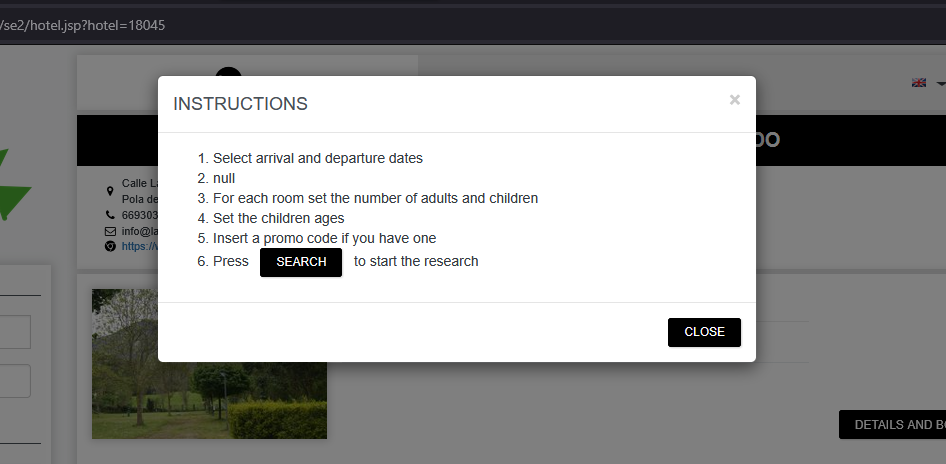 /se2/hotel.jsp?hotel=18045
INSTRUCTIONS
×
DO
1. Select arrival and departure dates
2. null
3. For each room set the number of adults and children
4. Set the children ages
5. Insert a promo code if you have one
6. Press SEARCH to start the research
CLOSE
Calle La
Pola de
669303
info@la
https://
DETAILS AND B